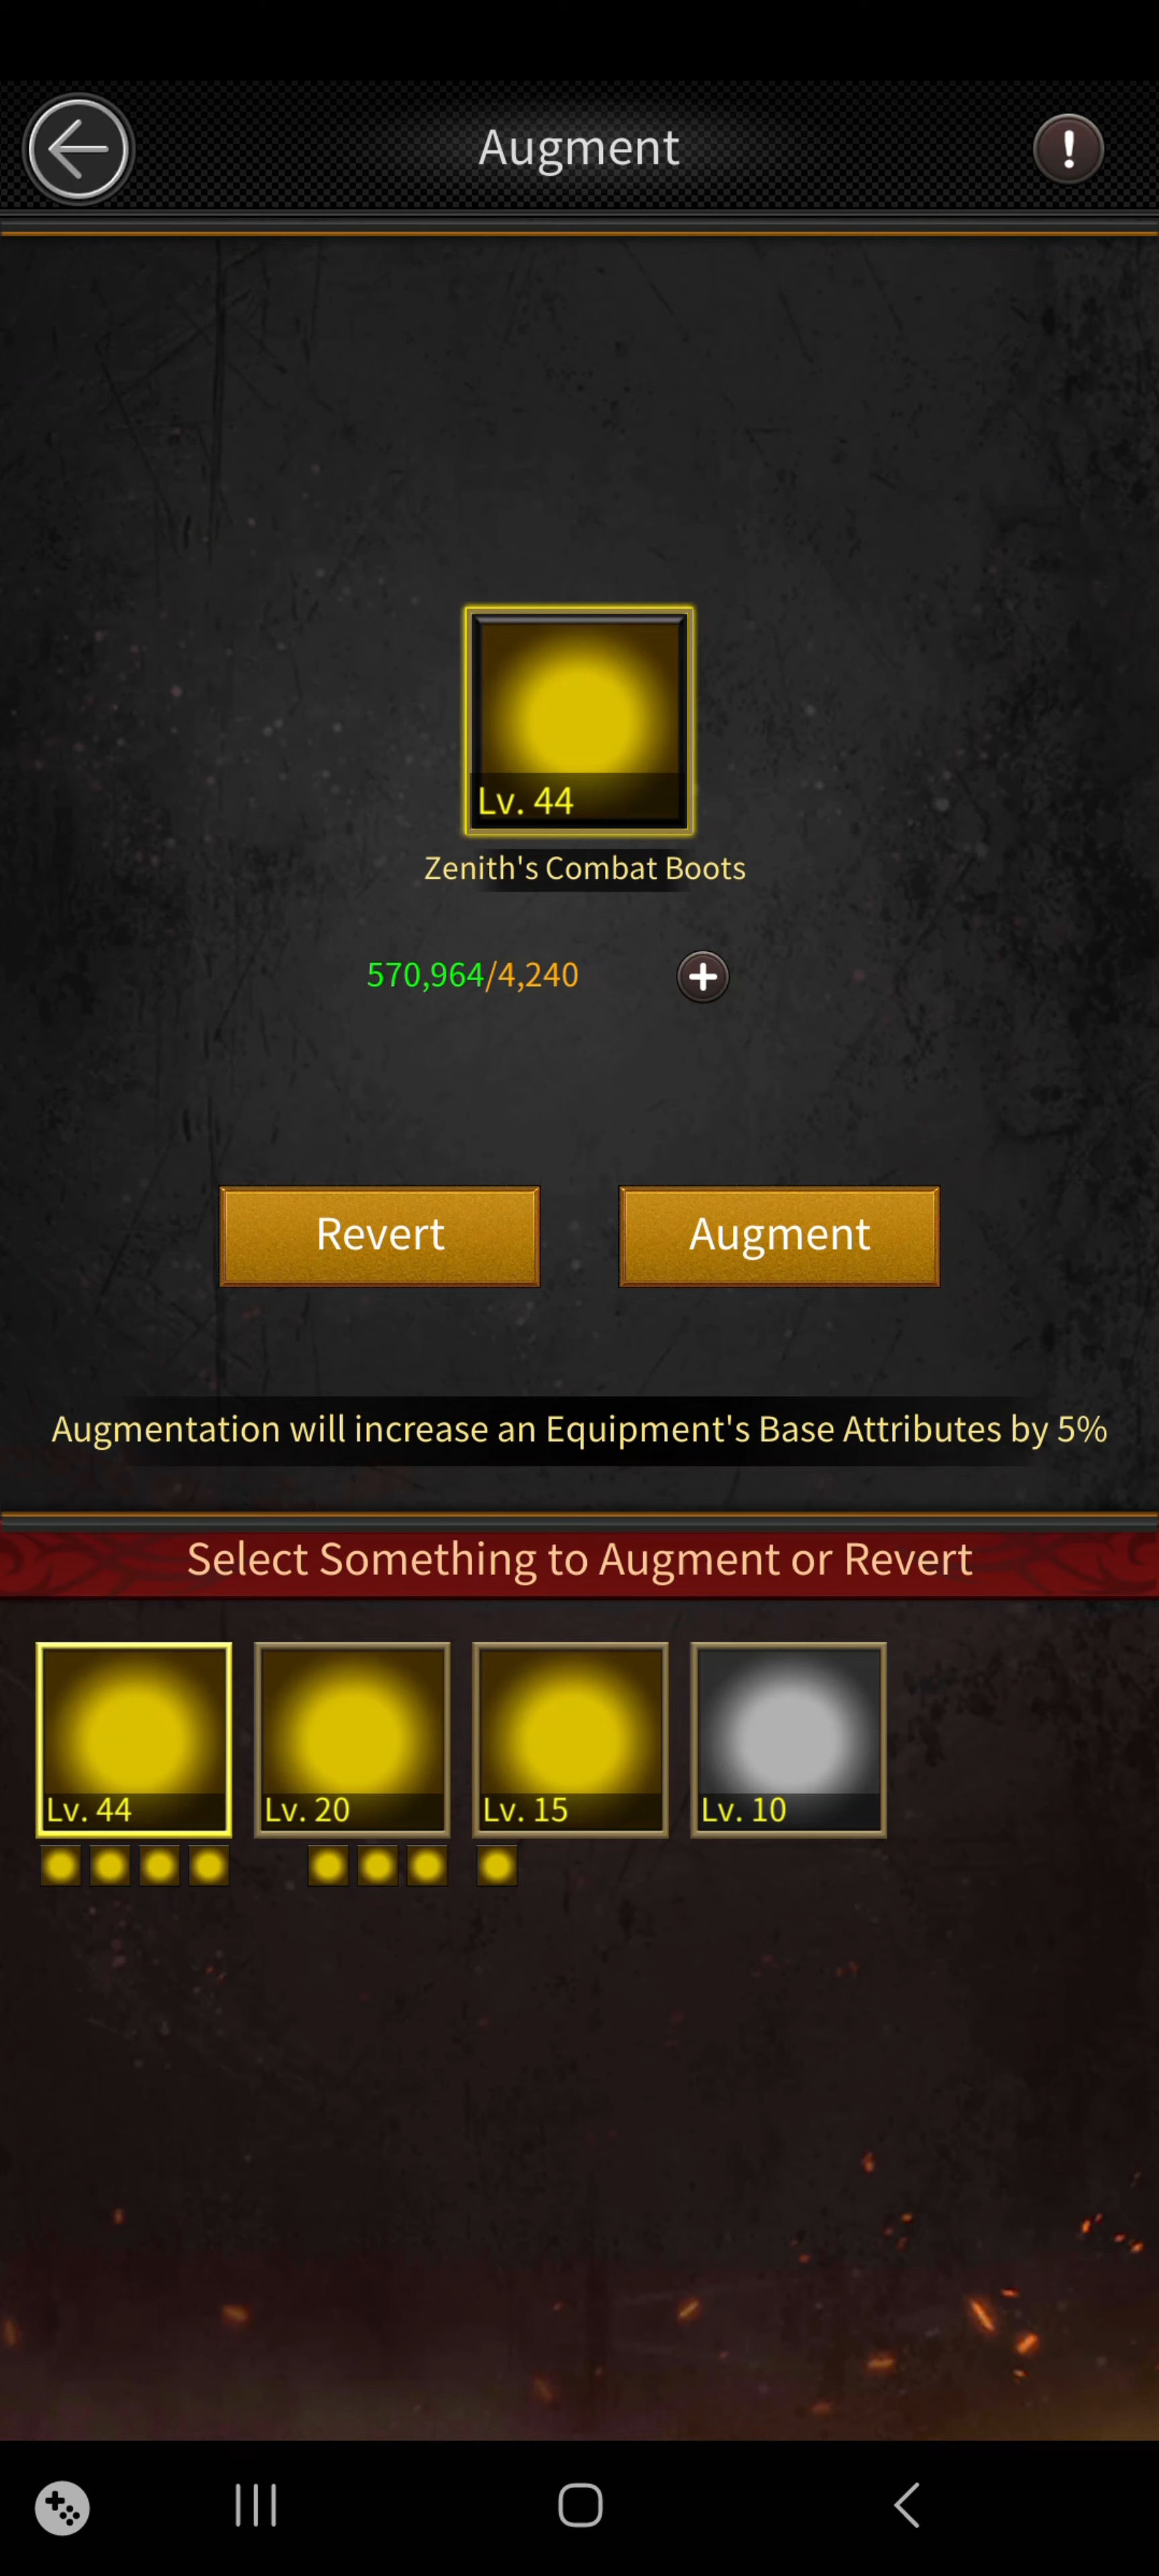 Augment
Lv. 44
Zenith's Combat Boots
570,964/4,240
Revert
Augment
Augmentation will increase an Equipment's Base Attributes by 5%
Select Something to Augment or Revert
Lv. 44
Lv. 20
Lv. 15
Lv. 10